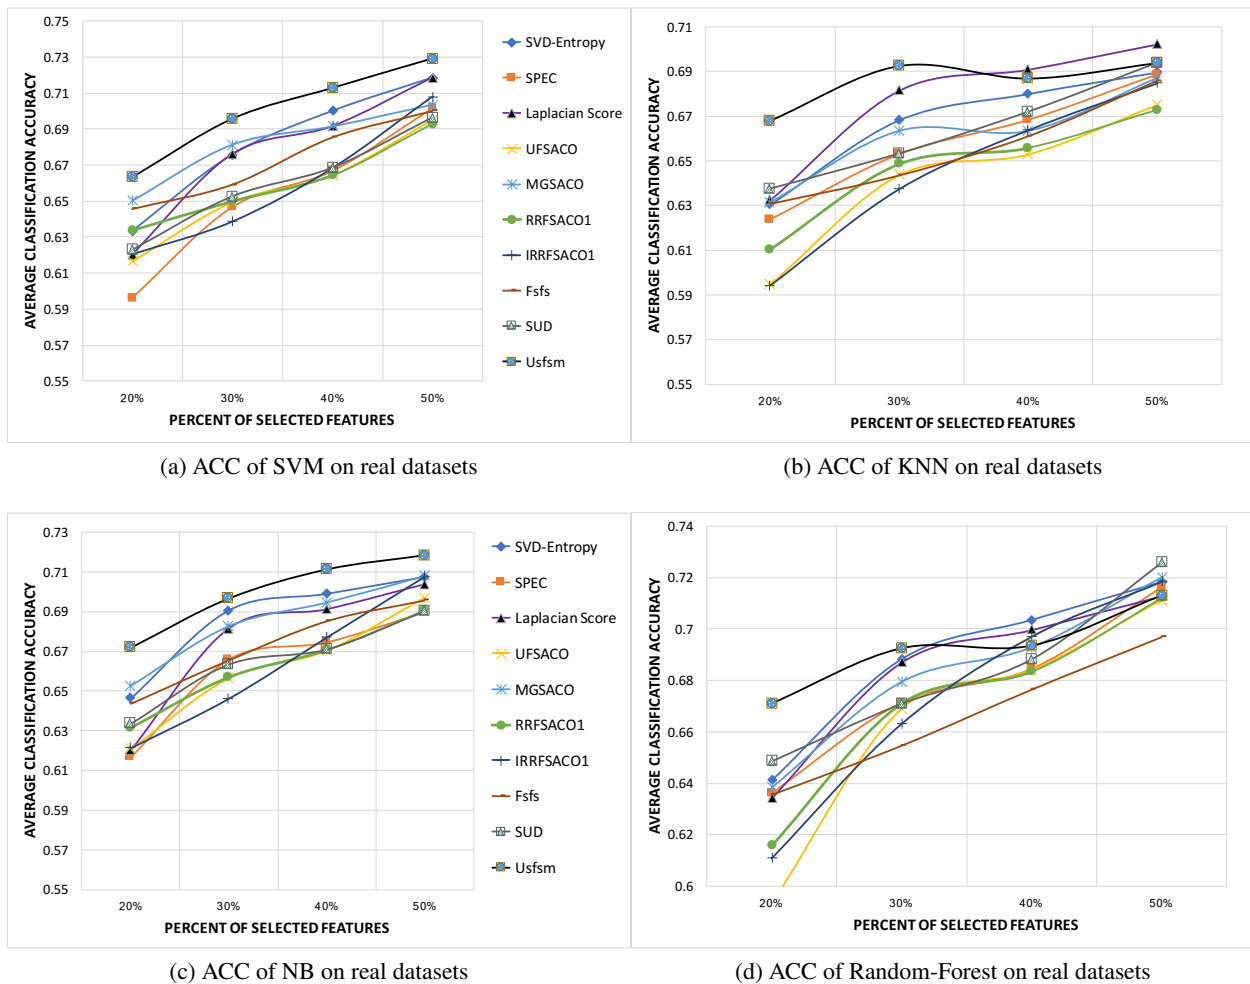 0.75
0.73
0.71
0.69
0.67
0.65
0.63
0.61
0.59
0.57
0.55
AVERAGE CLASSIFICATION ACCURACY
20%
30%
40%
50%
PERCENT OF SELECTED FEATURES
SVD-Entropy
SPEC
Laplacian Score
UFSACO
MGSACO
RRFSACO1
IRRFSACO1
Fsfs
SUD
Usfsm
(a) ACC of SVM on real datasets
0.71
0.69
0.67
0.65
0.63
0.61
0.59
0.57
0.55
AVERAGE CLASSIFICATION ACCURACY
20%
30%
40%
50%
PERCENT OF SELECTED FEATURES
(b) ACC of KNN on real datasets
0.73
0.71
0.69
0.67
0.65
0.63
0.61
0.59
0.57
0.55
AVERAGE CLASSIFICATION ACCURACY
20%
30%
40%
50%
PERCENT OF SELECTED FEATURES
SVD-Entropy
SPEC
Laplacian Score
UFSACO
MGSACO
RRFSACO1
IRRFSACO1
Fsfs
SUD
Usfsm
(c) ACC of NB on real datasets
0.74
0.72
0.7
0.68
0.66
0.64
0.62
0.6
AVERAGE CLASSIFICATION ACCURACY
20%
30%
40%
50%
PERCENT OF SELECTED FEATURES
(d) ACC of Random-Forest on real datasets